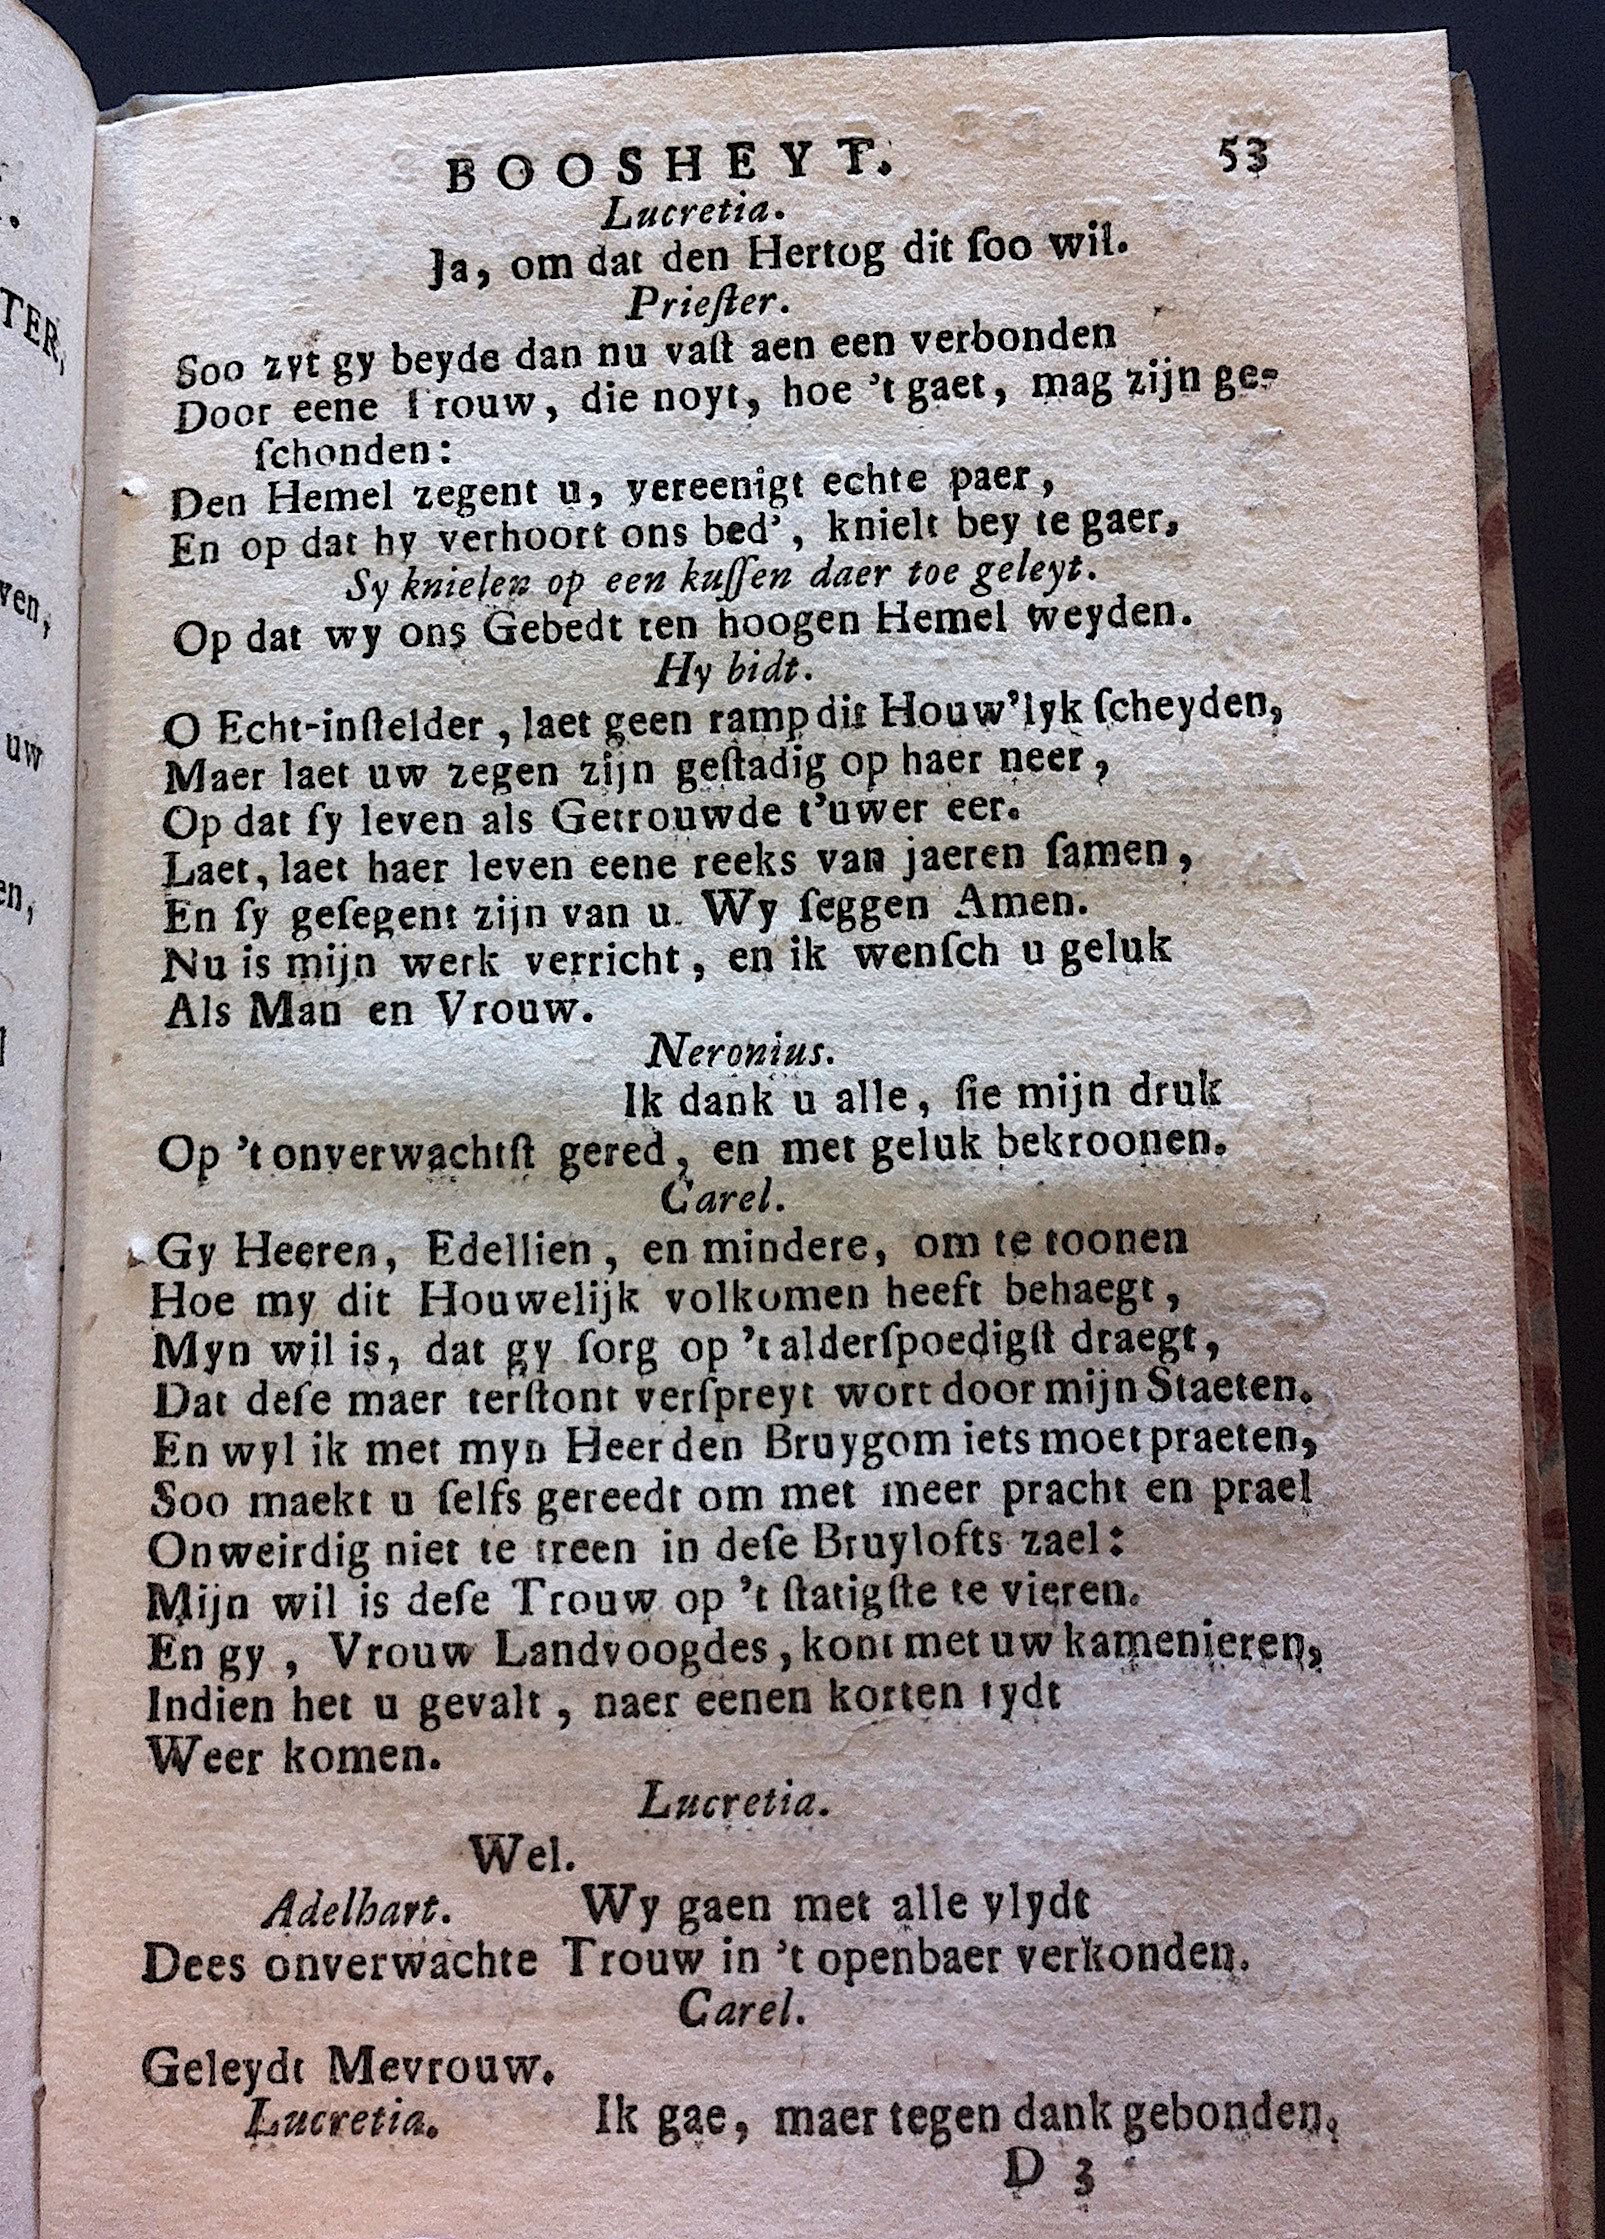 BOOSHEYT. 53
Lucretia.
Ja, om dat den Hertog dit ſoo wil.
Prieſter.
Soo zyt gy beyde dan nu vaſt aen een verbonden
Door eene Trouw, die noyt, hoe 't gaet, mag zijn ge-
ſchonden:
Den Hemel zegent u, vereenigt echte paer,
En op dat hy verhoort ons bed', knielt bey te gaer,
Sy knielen op een kuſſen daer toe geleyt.
Op dat wy ons Gebedt ten hoogen Hemel weyden.
Hy bidt.
O Echt-inſtelder, laet geen ramp dit Houw'lyk ſcheyden,
Maer laet uw zegen zijn geſtadig op haer neer,
Op dat ſy leven als Getrouwde t'uwer eer.
Laet, laet haer leven eene reeks van jaeren ſamen,
En ſy geſegent zijn van u. Wy ſeggen Amen.
Nu is mijn werk verricht, en ik wenſch u geluk
Als Man en Vrouw.
Neronius.
Ik dank u alle, ſie mijn druk
Op 't onverwachtſt gered, en met geluk bekroonen.
Carel.
Gy Heeren, Edellien, en mindere, om te toonen
Hoe my dit Houwelijk volkomen heeft behaegt,
Myn wil is, dat gy ſorg op 't alderſpoedigſt draegt,
Dat deſe maer terſtont verſpreyt wort door mijn Staeten.
En wyl ik met myn Heer den Bruygom iets moet praeten,
Soo maekt u ſelfs gereedt om met meer pracht en prael
Onweirdig niet te treen in deſe Bruylofts zael:
Mijn wil is deſe Trouw op 't ſtatigſte te vieren.
En gy, Vrouw Landvoogdes, kont met uw kamenieren,
Indien het u gevalt, naer eenen korten tydt
Weer komen.
Lucretia.
Wel.
Adelhart. Wy gaen met alle vlydt
Dees onverwachte Trouw in 't openbaer verkonden.
Carel.
Geleydt Mevrouw.
Lucretia. Ik gae, maer tegen dank gebonden.
D 3